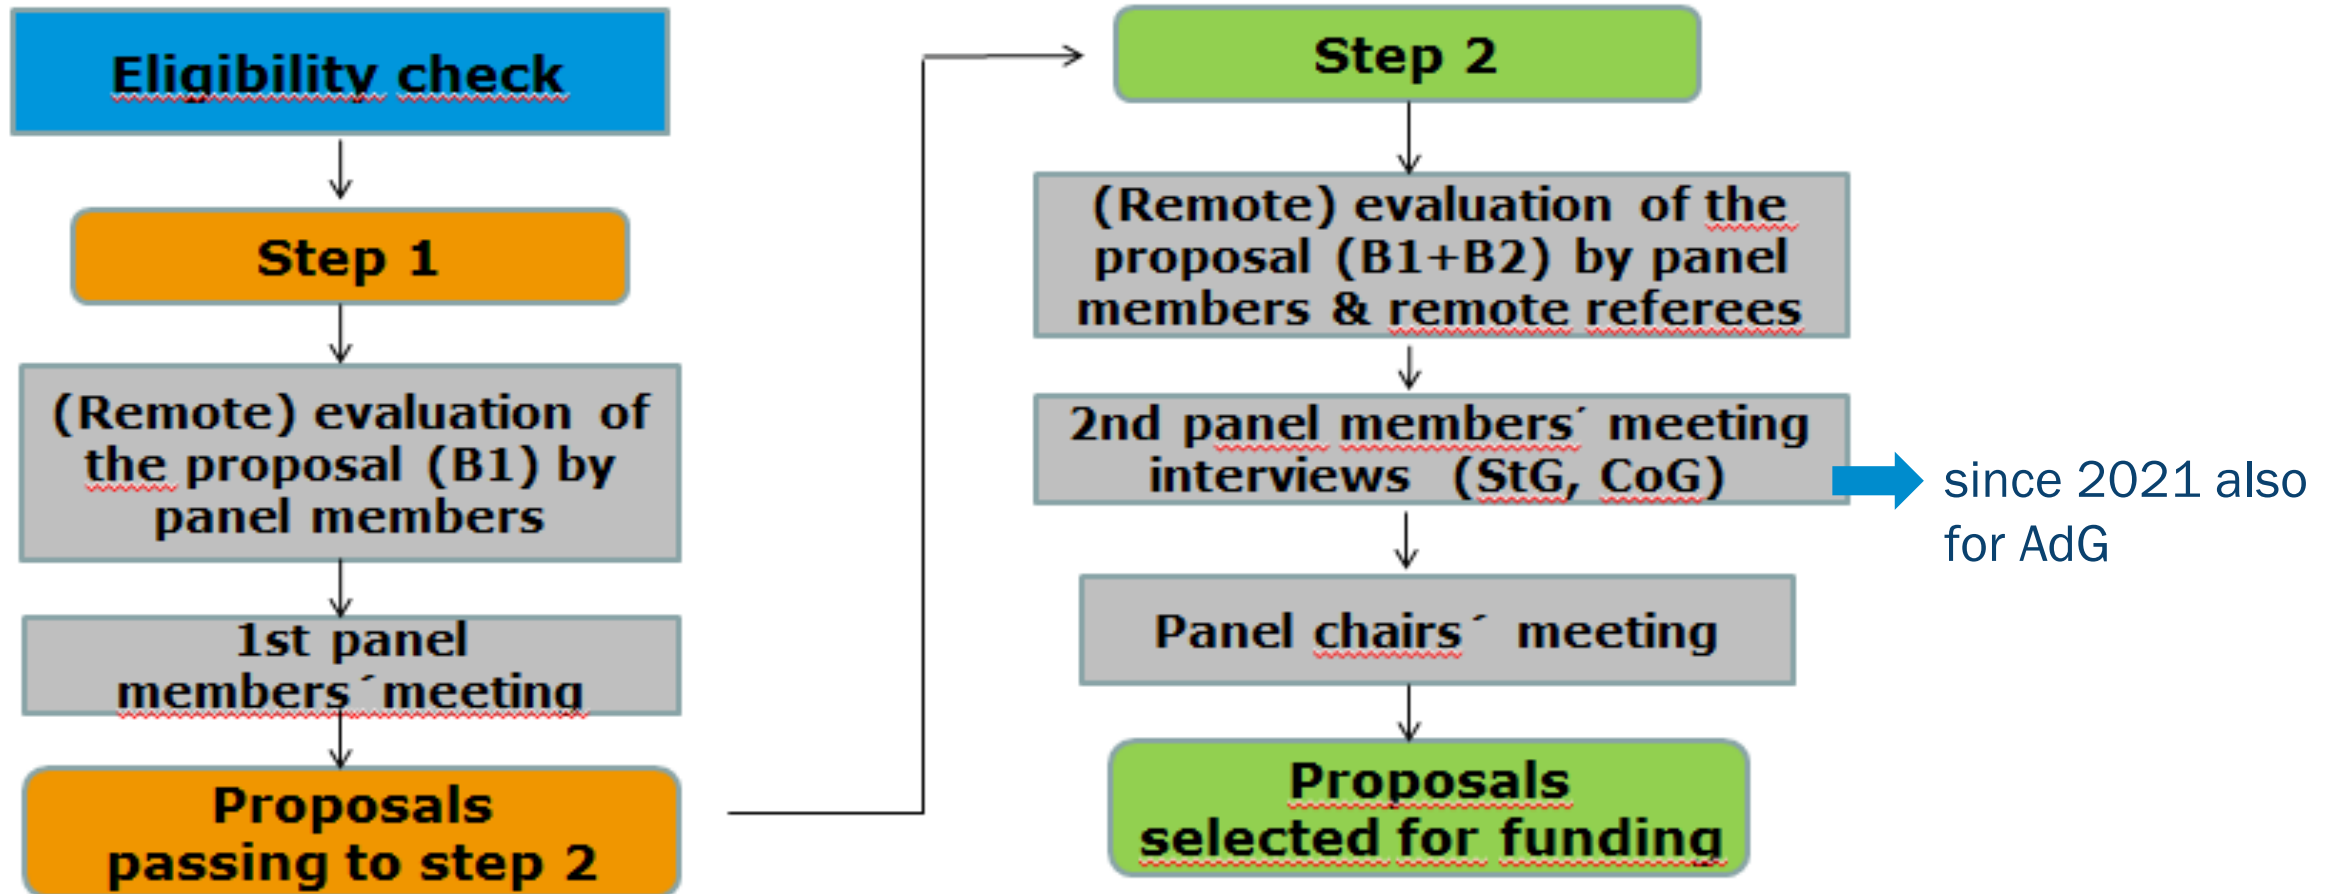 Eligibility check
Step 1
(Remote) evaluation of
the proposal (B1) by
panel members
1st panel
members´meeting
Proposals
passing to step 2
Step 2
(Remote) evaluation of the
proposal (B1+B2) by panel
members & remote referees
2nd panel members´ meeting
interviews (StG, CoG)
since 2021 also
for AdG
Panel chairs´ meeting
Proposals
selected for funding